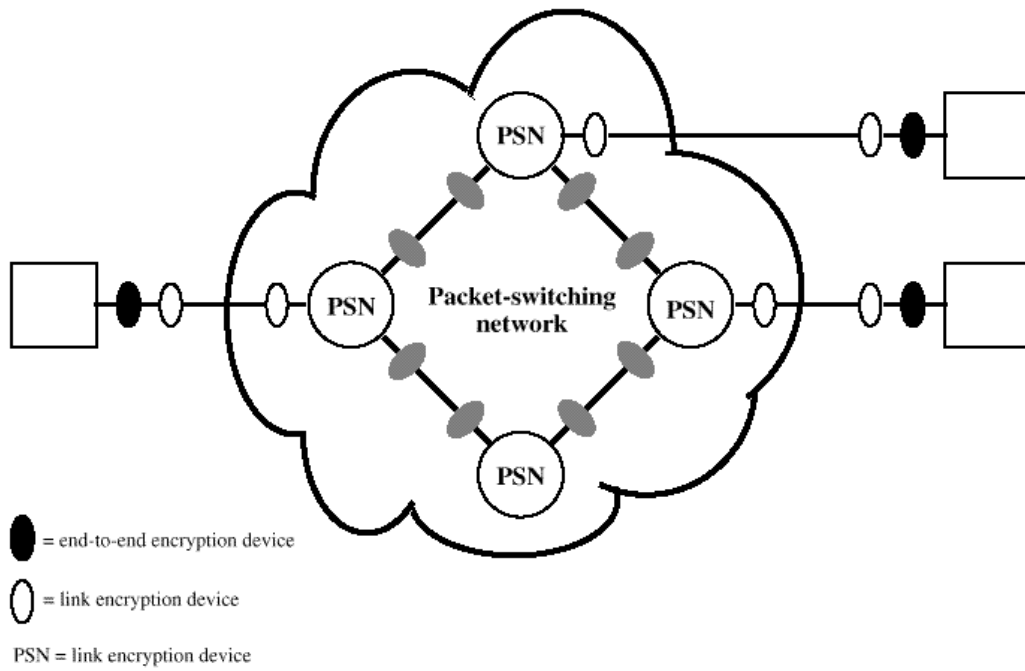 PSN
PSN
Packet-switching
network
PSN
PSN
= end-to-end encryption device
= link encryption device
PSN = link encryption device